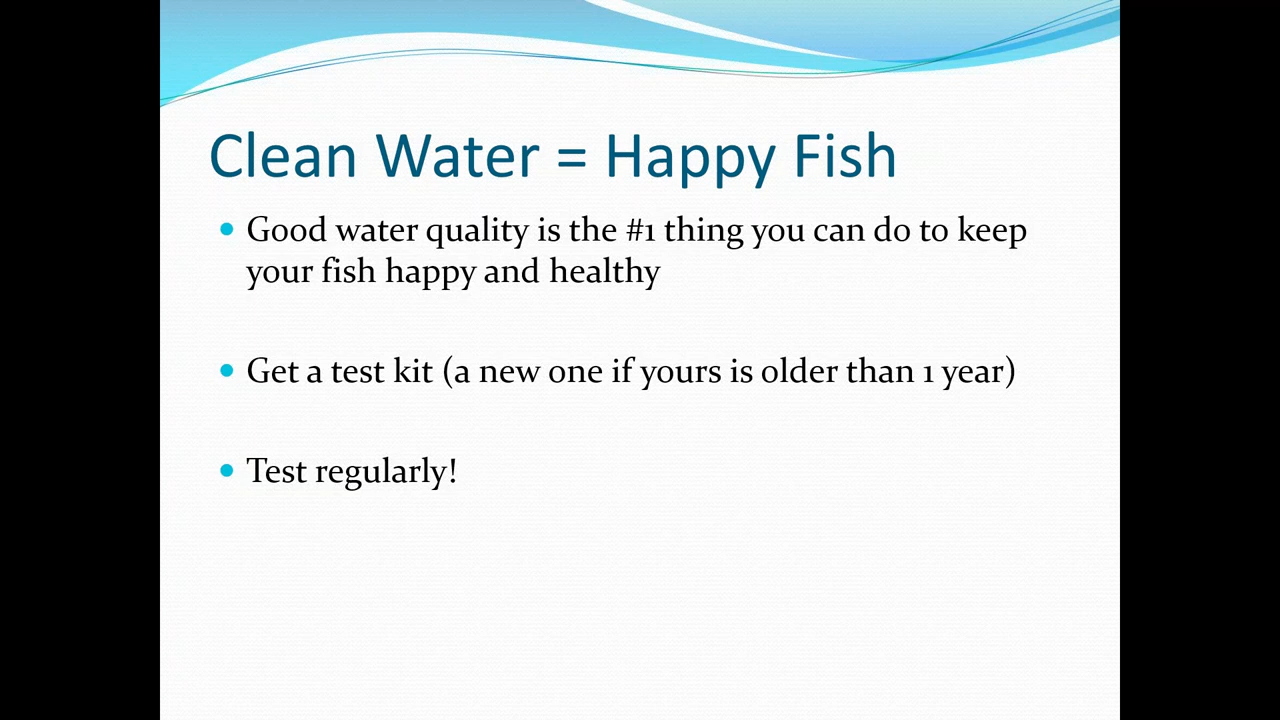 Clean Water = Happy Fish
• Good water quality is the #1 thing you can do to keep
your fish happy and healthy
• Get a test kit (a new one if yours is older than 1 year)
• Test regularly!